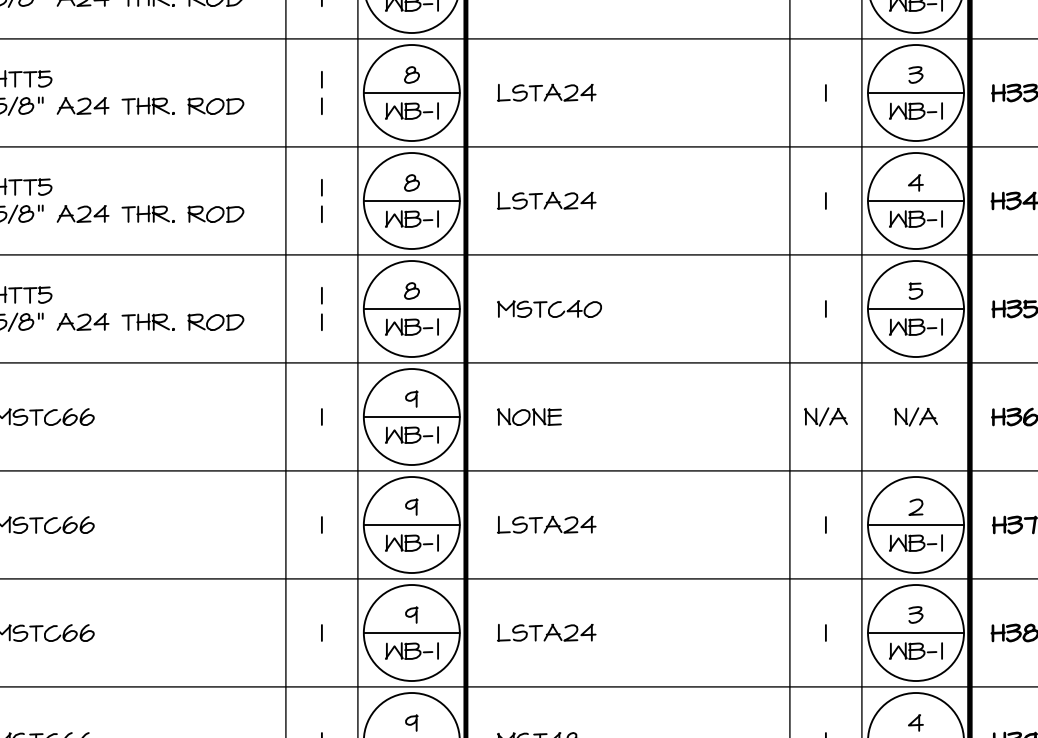 WB-1 WB-1
HTT5 1 8 LSTA24 1 3 H33
5/8" A24 THR. ROD 1 WB-1 WB-1
HTT5 1 8 LSTA24 1 4 H34
5/8" A24 THR. ROD 1 WB-1 WB-1
HTT5 1 8 MSTC40 1 5 H35
5/8" A24 THR. ROD 1 WB-1 WB-1
MSTC66 1 9 NONE N/A N/A H36
WB-1
MSTC66 1 9 LSTA24 1 2 H37
WB-1 WB-1
MSTC66 1 9 LSTA24 1 3 H38
WB-1 WB-1
9 4